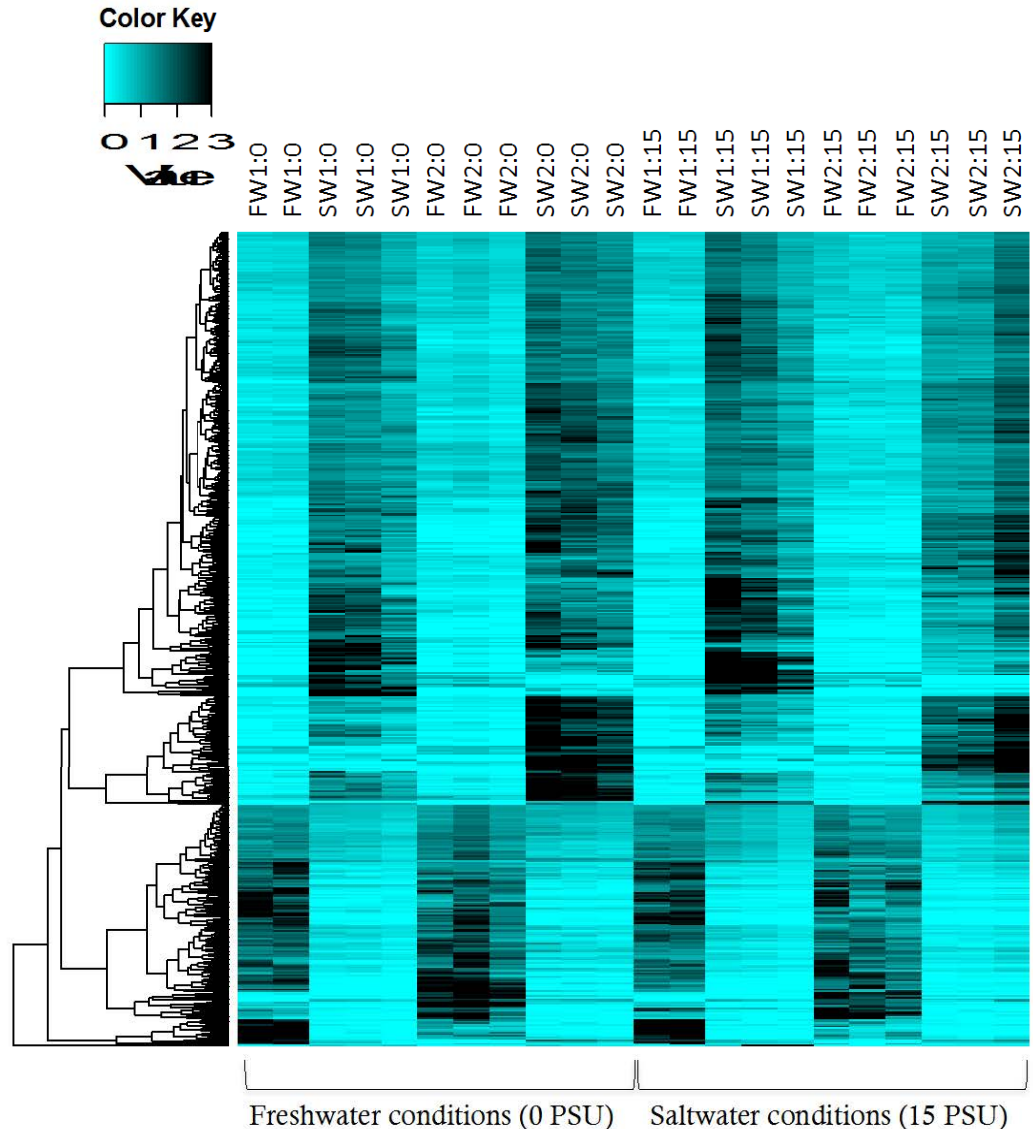 Color Key
0 1 2 3
Value
FW1:0 FW1:0 SW1:0 SW1:0 SW1:0 FW2:0 FW2:0 FW2:0 SW2:0 SW2:0 SW2:0 FW1:15 FW1:15 SW1:15 SW1:15 SW1:15 FW2:15 FW2:15 FW2:15 SW2:15 SW2:15 SW2:15
Freshwater conditions (0 PSU) Saltwater conditions (15 PSU)